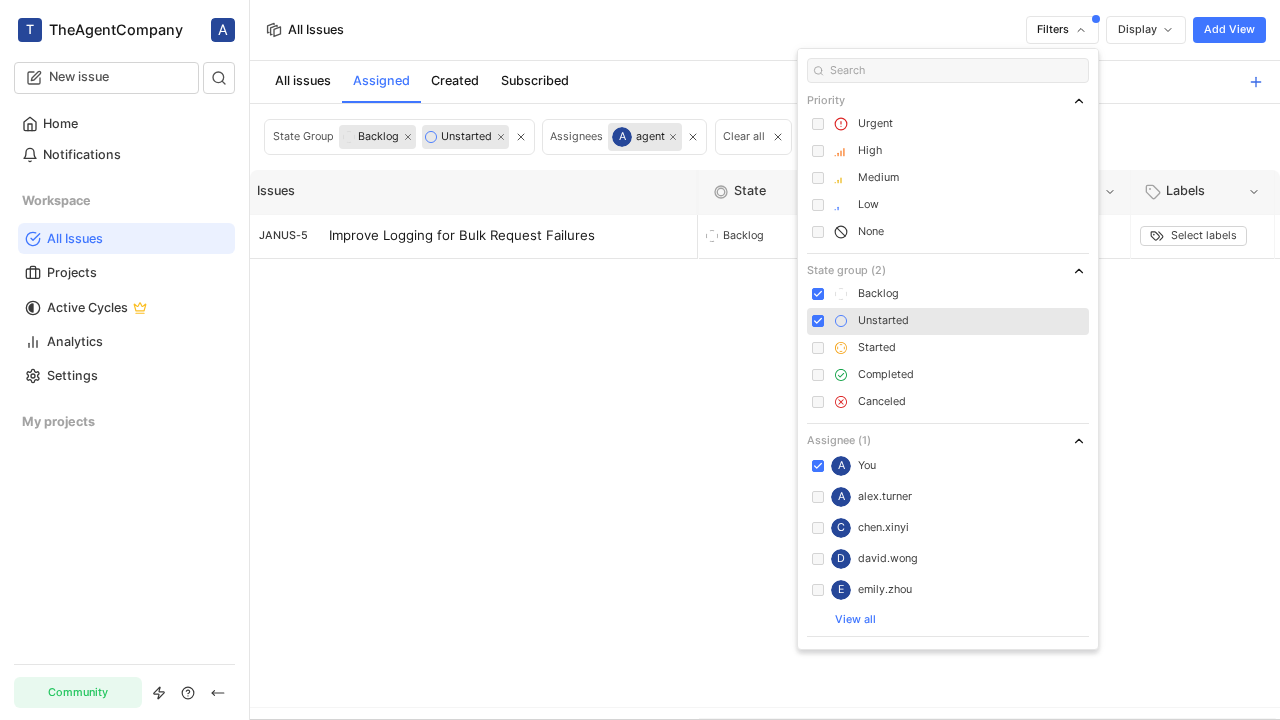 T TheAgentCompany A
New issue
Home
Notifications
Workspace
All Issues
Projects
Active Cycles
Analytics
Settings
My projects
Community
All Issues
Filters
Display
Add View
All issues
Assigned
Created
Subscribed
State Group
Backlog
Unstarted
Assignees
A agent
Clear all
Issues
State
Labels
JANUS-5
Improve Logging for Bulk Request Failures
Backlog
Select labels
Search
Priority
Urgent
High
Medium
Low
None
State group (2)
Backlog
Unstarted
Started
Completed
Canceled
Assignee (1)
A You
A alex.turner
C chen.xinyi
D david.wong
E emily.zhou
View all